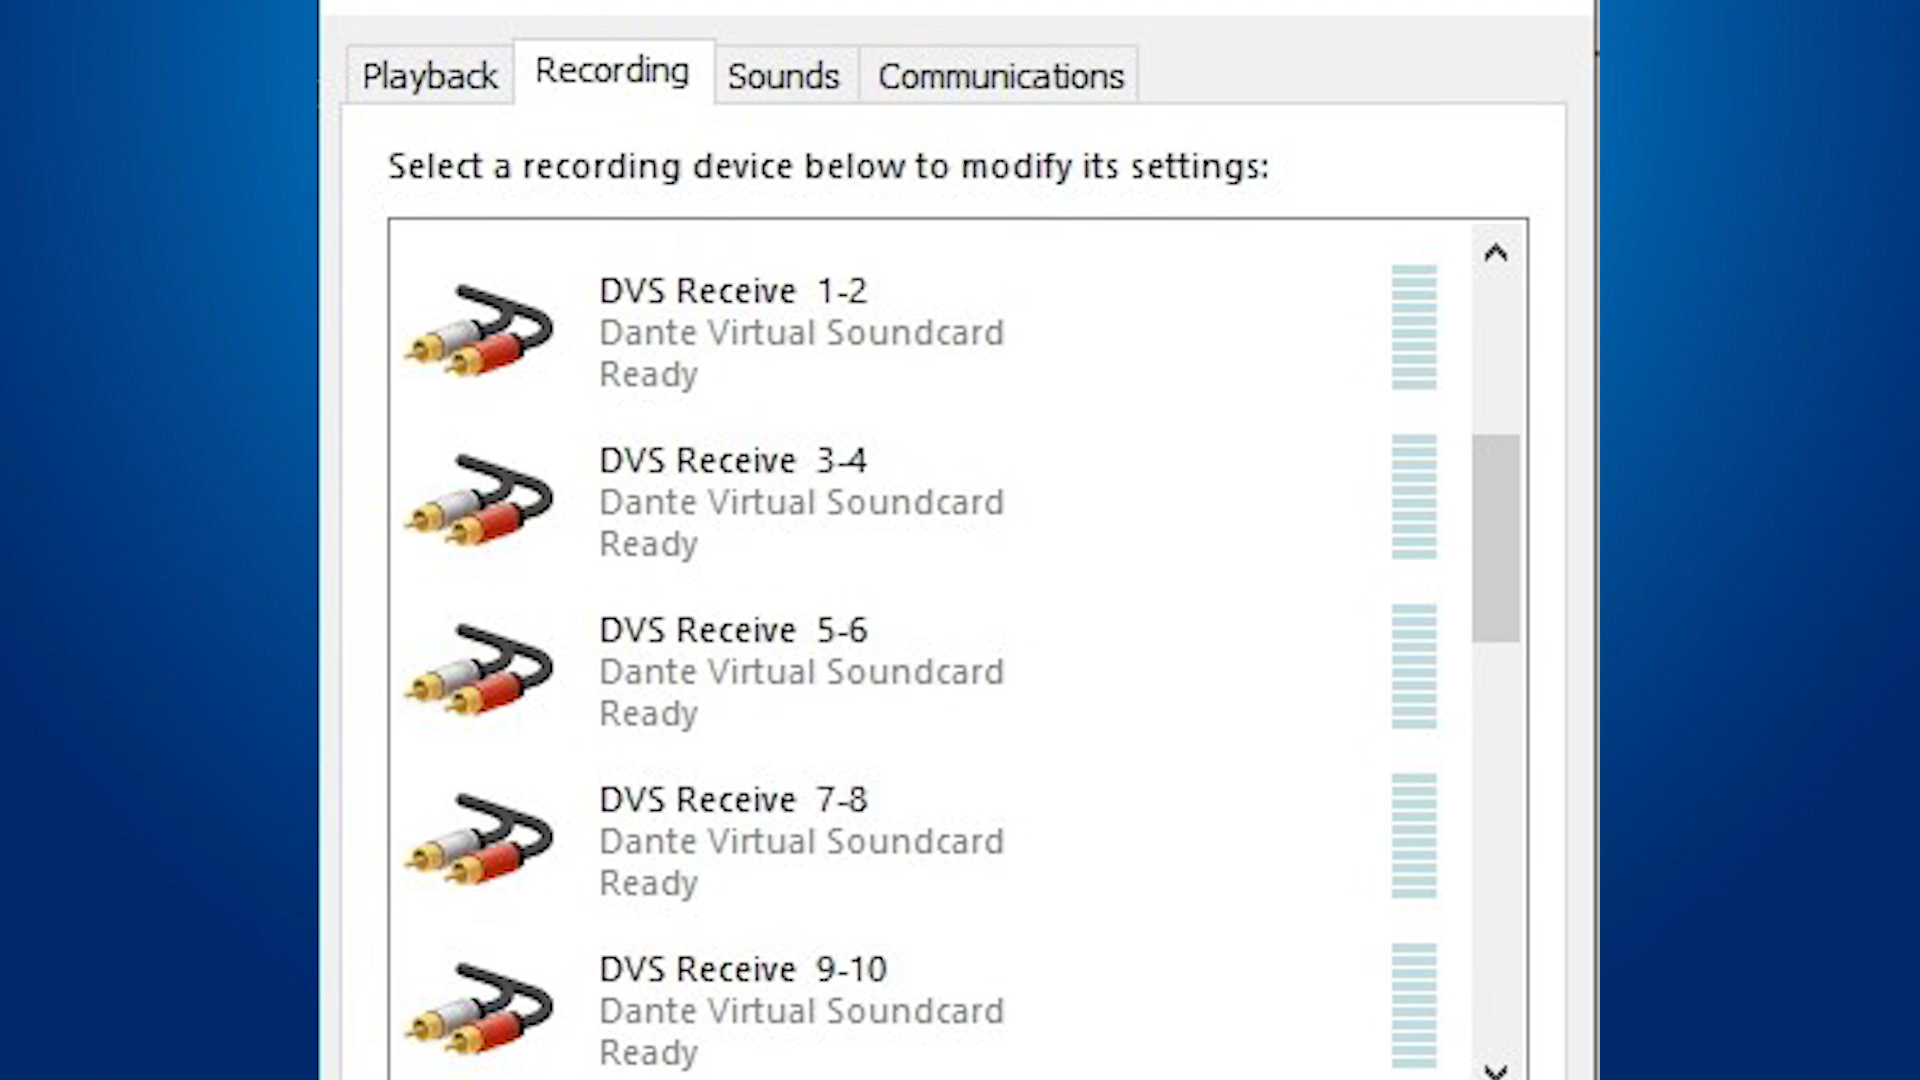 Playback Recording Sounds Communications
Select a recording device below to modify its settings:
DVS Receive  1-2
Dante Virtual Soundcard
Ready
DVS Receive  3-4
Dante Virtual Soundcard
Ready
DVS Receive  5-6
Dante Virtual Soundcard
Ready
DVS Receive  7-8
Dante Virtual Soundcard
Ready
DVS Receive  9-10
Dante Virtual Soundcard
Ready